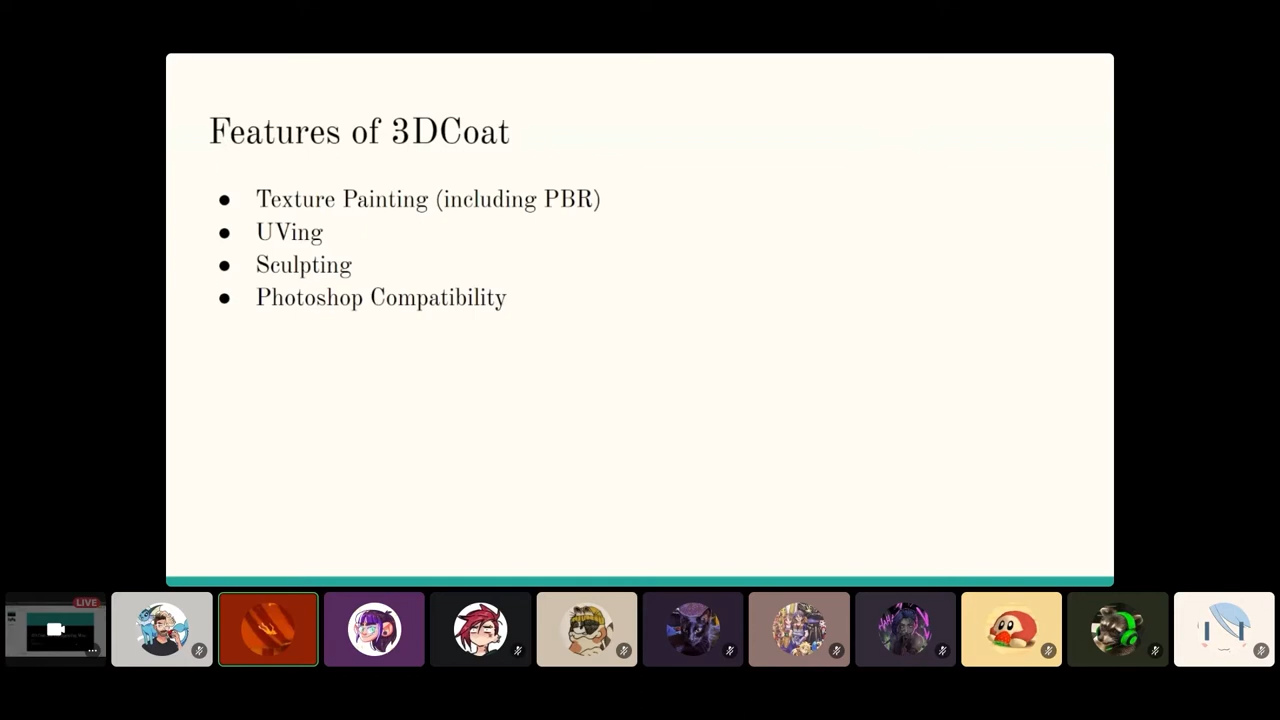 Features of 3DCoat
● Texture Painting (including PBR)
● UVing
● Sculpting
● Photoshop Compatibility
LIVE